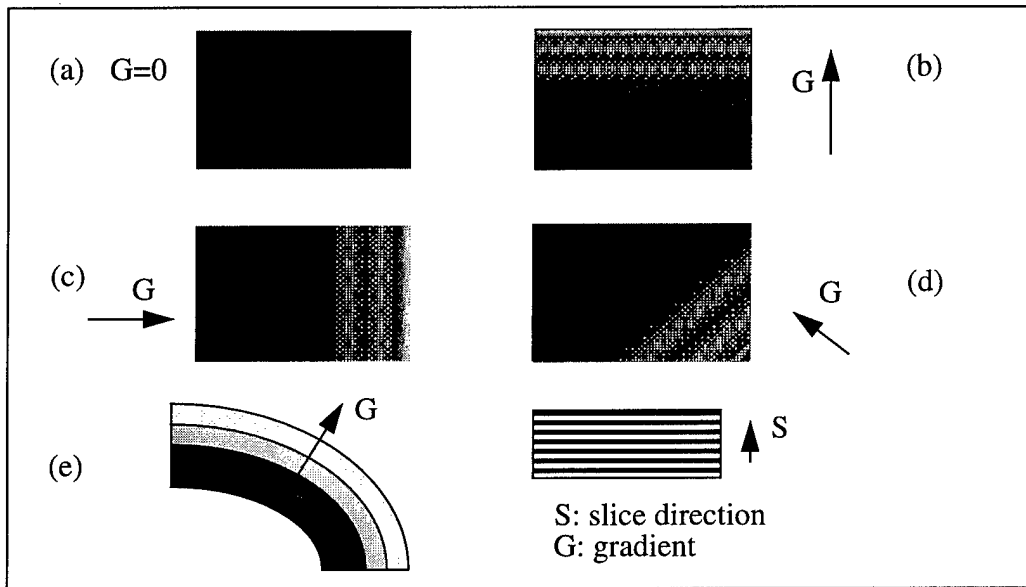 (a) G=0
G (b)
(c) G
G (d)
G
(e)
S
S: slice direction
G: gradient